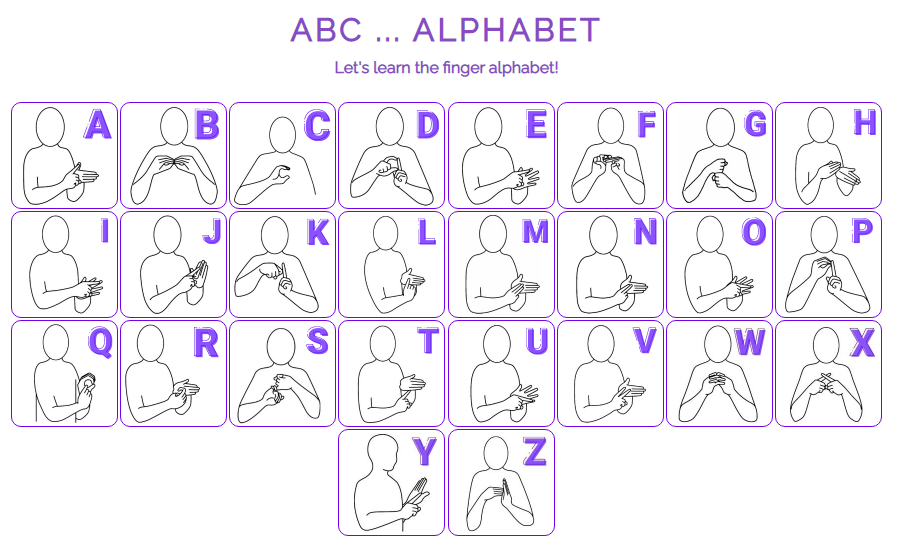 ABC ... ALPHABET
Let's learn the finger alphabet!
A B C D E F G H
I J K L M N O P
Q R S T U V W X
Y Z